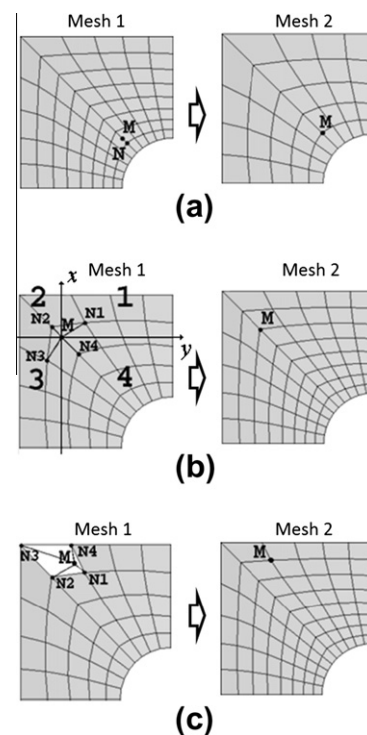 Mesh 1 Mesh 2
M
N
M
(a)
x
Mesh 1 Mesh 2
2 1
N2 M N1
M
y
N3 N4
3 4
(b)
Mesh 1 Mesh 2
N3 M N4
M
N2 N1
(c)